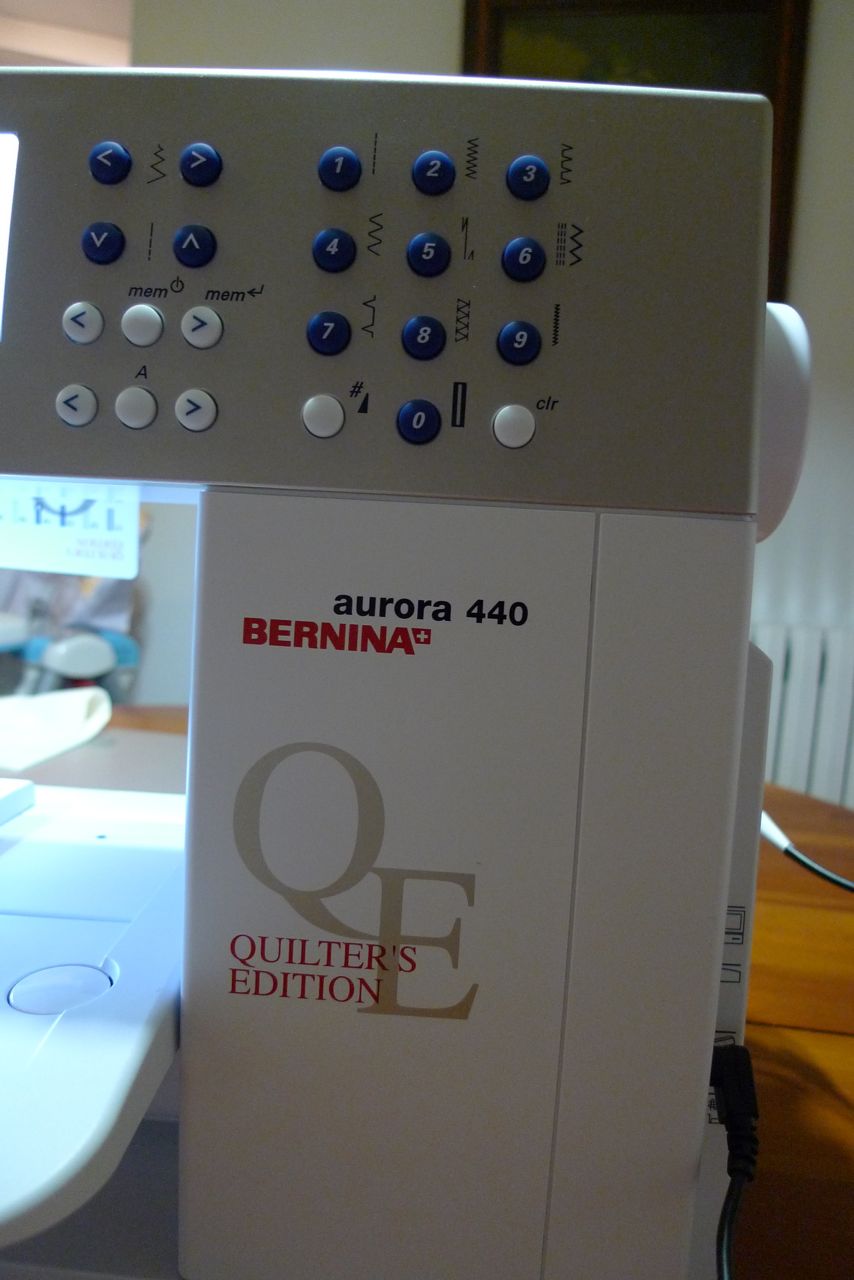 < > 1 2 3
˅ ˄ 4 5 6
mem mem
< > 7 8 9
A # clr
< > 0
aurora 440
BERNINA
QE
QUILTER'S
EDITION